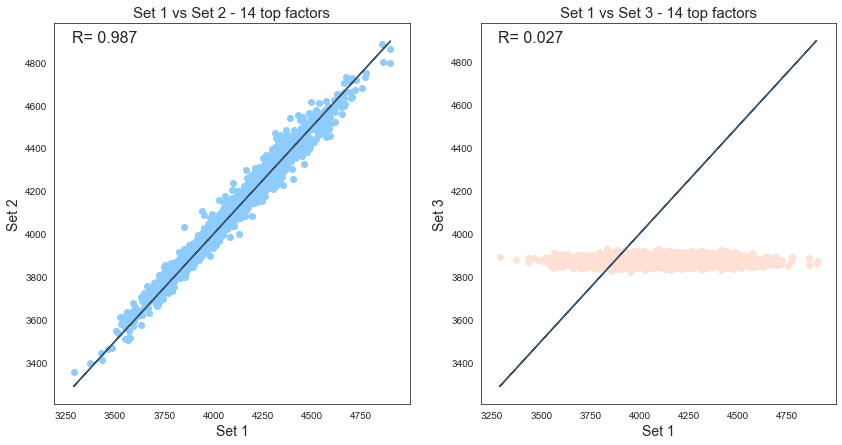 Set 1 vs Set 2 - 14 top factors
R= 0.987
4800
4600
4400
4200
4000
3800
3600
3400
Set 2
3250 3500 3750 4000 4250 4500 4750
Set 1
Set 1 vs Set 3 - 14 top factors
R= 0.027
4800
4600
4400
4200
4000
3800
3600
3400
Set 3
3250 3500 3750 4000 4250 4500 4750
Set 1